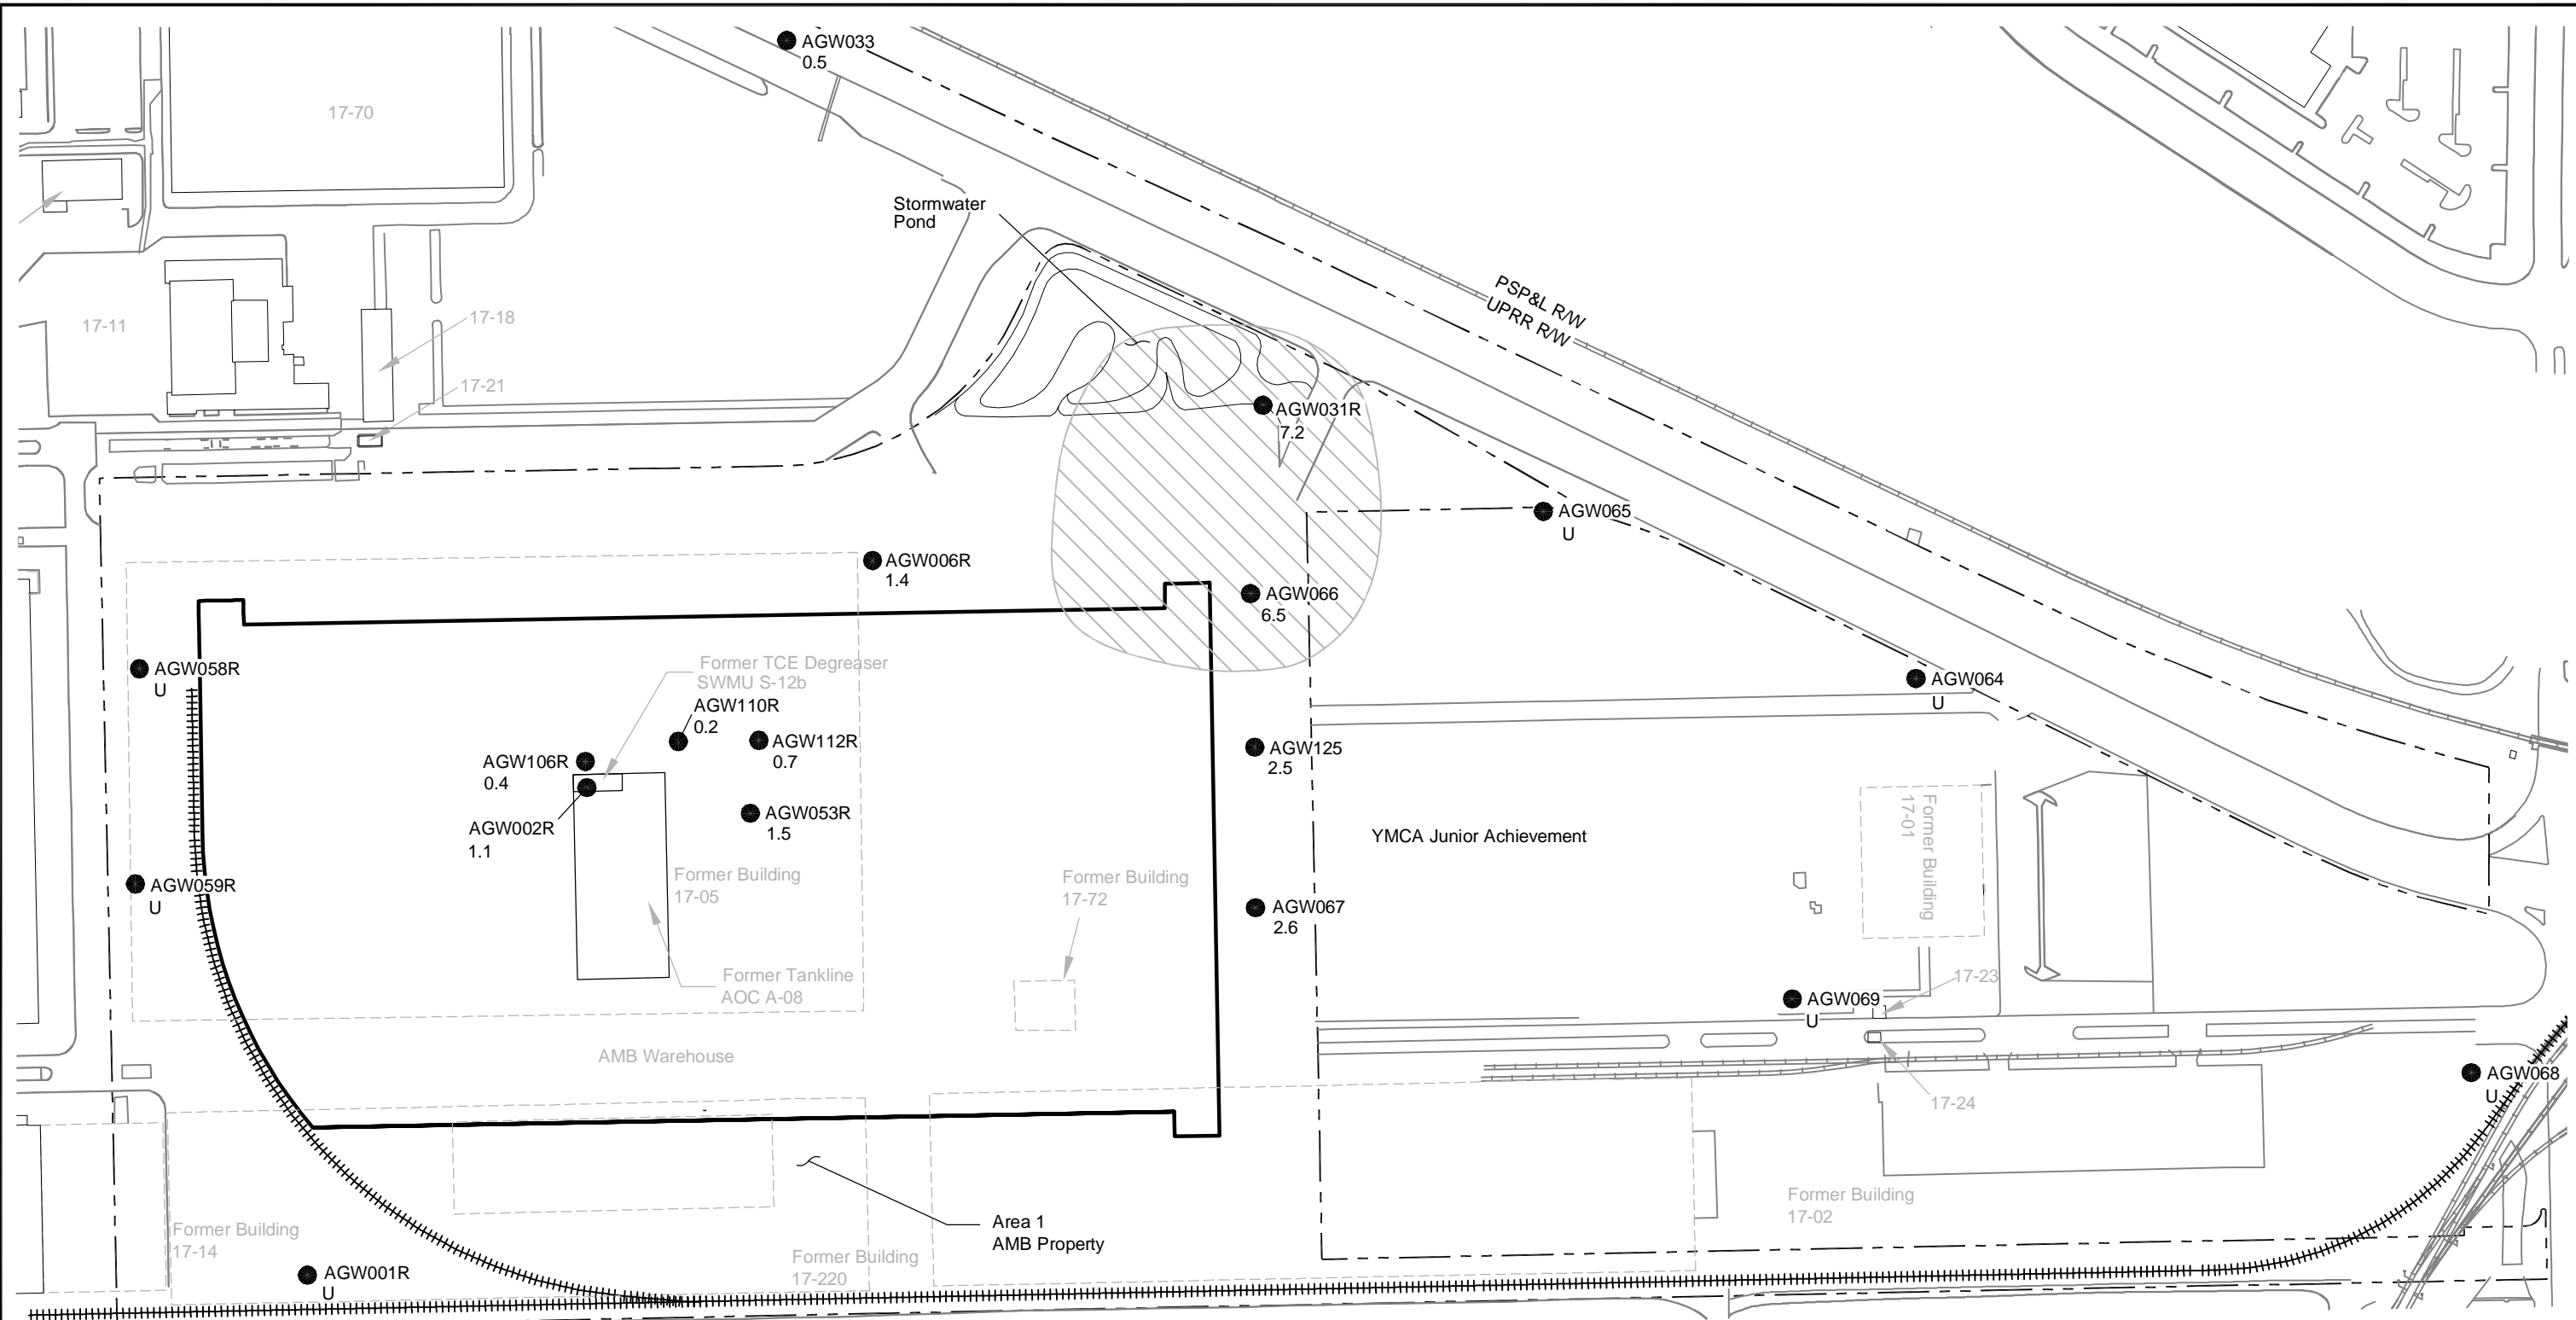 AGW033
0.5
17-70
Stormwater
Pond
PSP&L R/W
UPRR R/W
17-11
17-18
17-21
AGW031R
7.2
AGW065
U
AGW006R
1.4
AGW066
6.5
AGW058R
U
Former TCE Degreaser
SWMU S-12b
AGW110R
0.2
AGW064
U
AGW106R
0.4
AGW112R
0.7
AGW125
2.5
AGW002R
1.1
AGW053R
1.5
YMCA Junior Achievement
Former Building
17-01
AGW059R
U
Former Building
17-05
Former Building
17-72
AGW067
2.6
Former Tankline
AOC A-08
17-23
AGW069
U
AMB Warehouse
AGW068
U
17-24
Former Building
17-02
Former Building
17-14
Area 1
AMB Property
Former Building
17-220
AGW001R
U